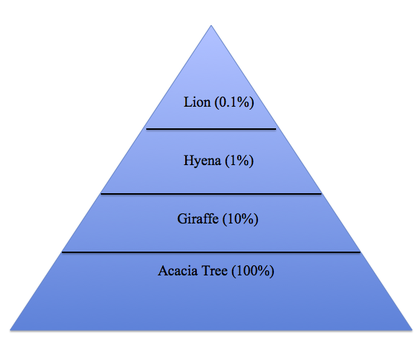 Lion (0.1%)
Hyena (1%)
Giraffe (10%)
Acacia Tree (100%)